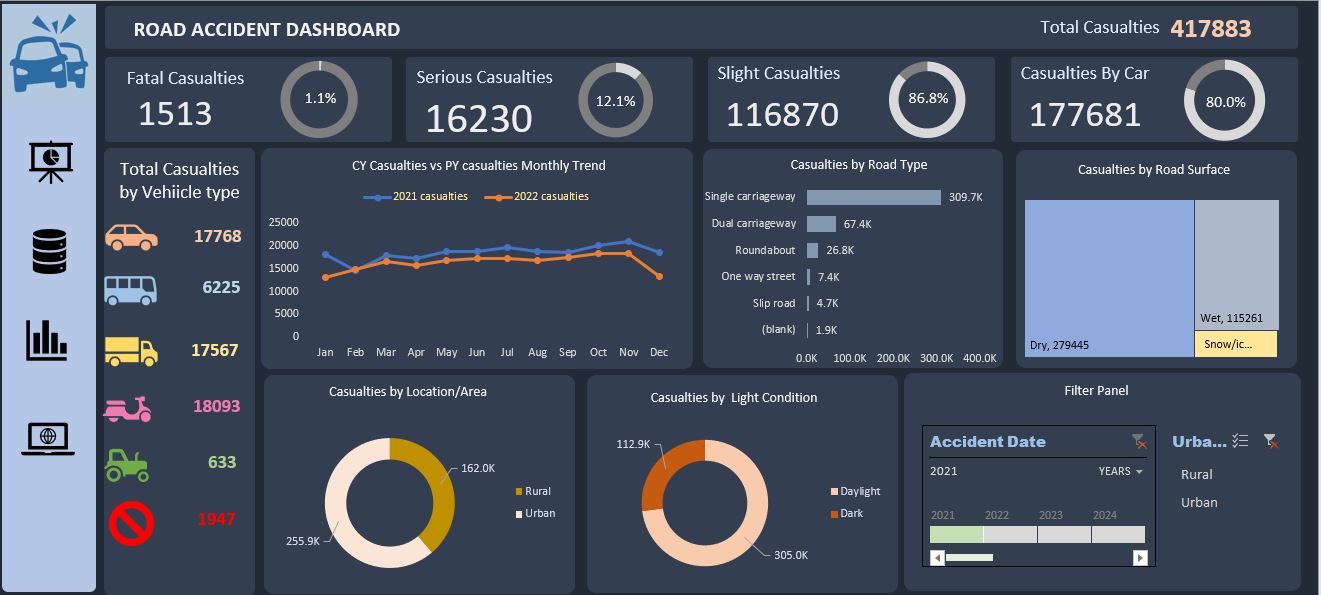 ROAD ACCIDENT DASHBOARD
Total Casualties 417883
Fatal Casualties
1513
1.1%
Serious Casualties
16230
12.1%
Slight Casualties
116870
86.8%
Casualties By Car
177681
80.0%
Total Casualties
by Vehiicle type
17768
6225
17567
18093
633
1947
CY Casualties vs PY casualties Monthly Trend
2021 casualties 2022 casualties
25000
20000
15000
10000
5000
0
Jan Feb Mar Apr May Jun Jul Aug Sep Oct Nov Dec
Casualties by Road Type
Single carriageway 309.7K
Dual carriageway 67.4K
Roundabout 26.8K
One way street 7.4K
Slip road 4.7K
(blank) 1.9K
0.0K 100.0K 200.0K 300.0K 400.0K
Casualties by Road Surface
Dry, 279445
Wet, 115261
Snow/ic...
Casualties by Location/Area
162.0K
255.9K
Rural
Urban
Casualties by Light Condition
112.9K
305.0K
Daylight
Dark
Filter Panel
Accident Date
2021 YEARS
2021 2022 2023 2024
Urba...
Rural
Urban